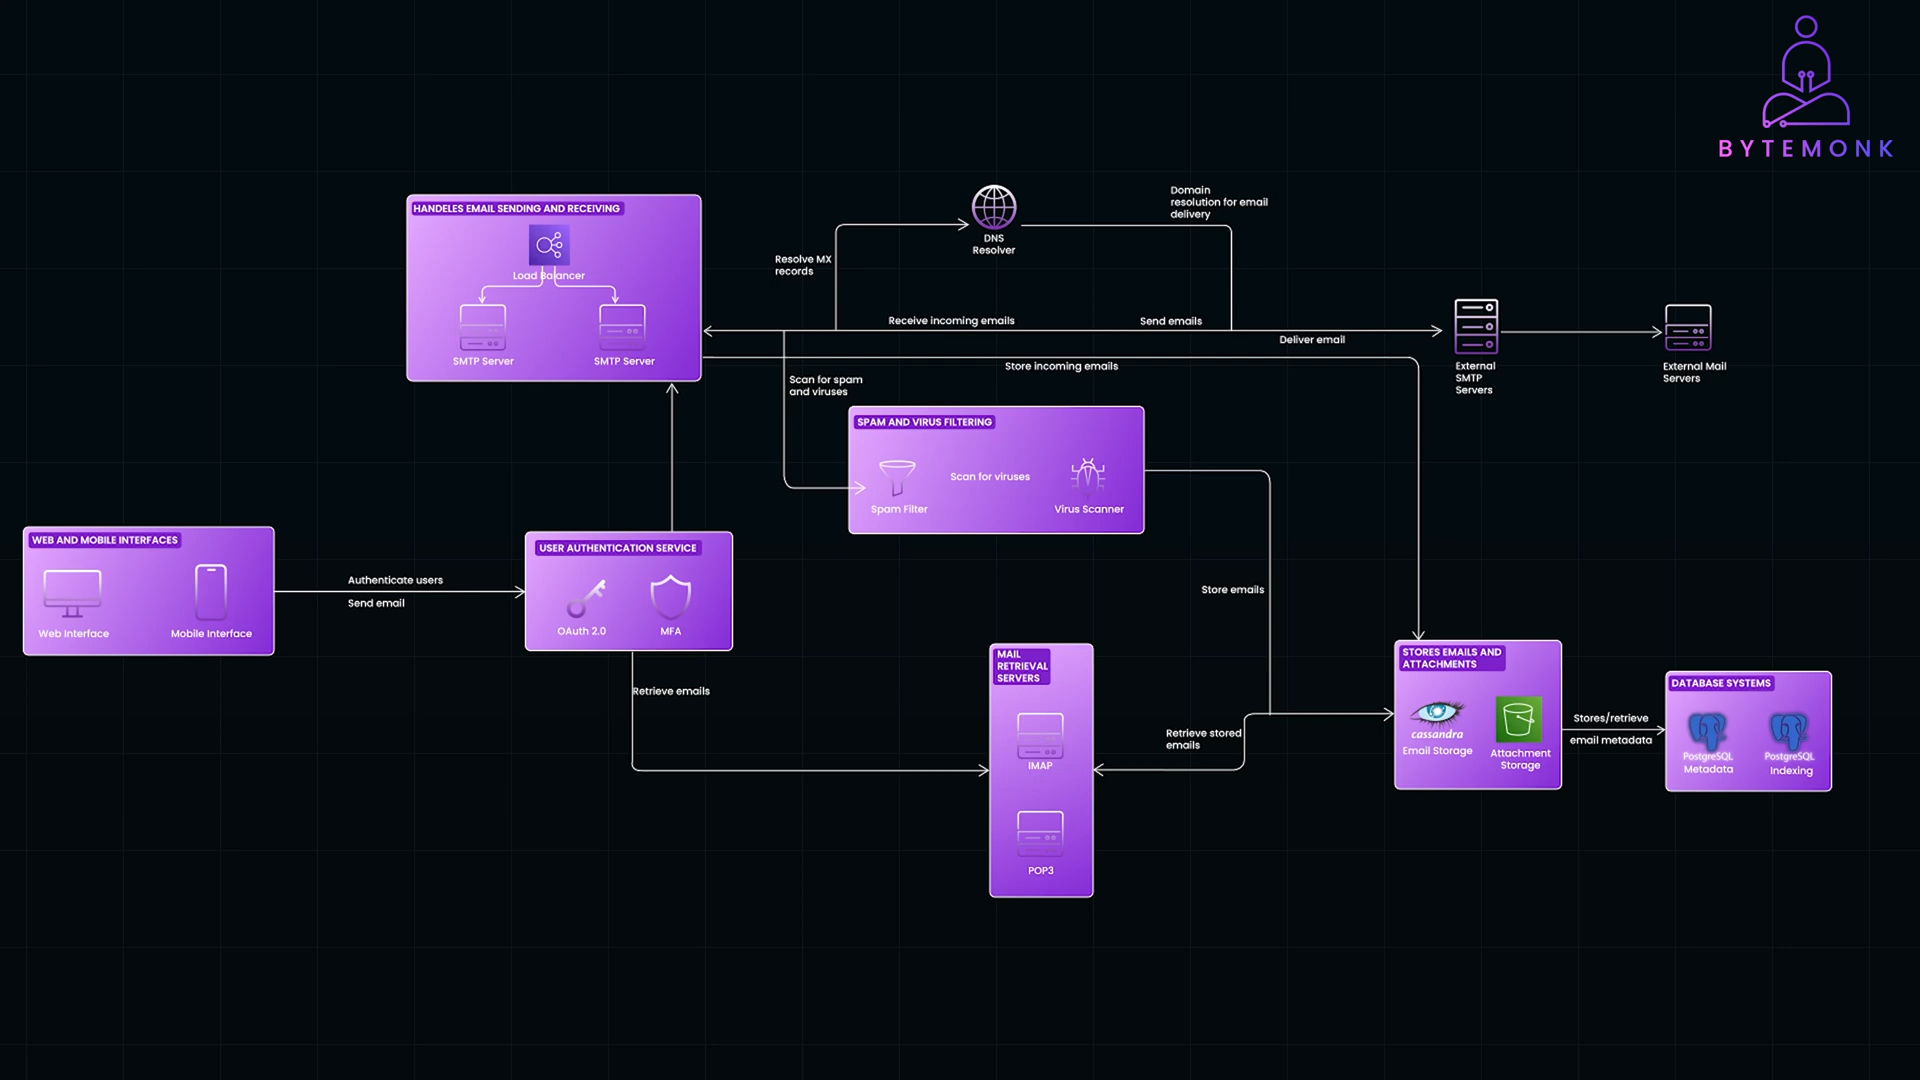 BYTEMONK
HANDELES EMAIL SENDING AND RECEIVING
Load Balancer
SMTP Server
SMTP Server
Resolve MX
records
DNS
Resolver
Domain
resolution for email
delivery
Receive incoming emails
Send emails
Deliver email
Store incoming emails
External
SMTP
Servers
External Mail
Servers
Scan for spam
and viruses
SPAM AND VIRUS FILTERING
Scan for viruses
Spam Filter
Virus Scanner
WEB AND MOBILE INTERFACES
Web Interface
Mobile Interface
Authenticate users
Send email
USER AUTHENTICATION SERVICE
OAuth 2.0
MFA
Retrieve emails
Store emails
MAIL
RETRIEVAL
SERVERS
IMAP
POP3
Retrieve stored
emails
STORES EMAILS AND
ATTACHMENTS
cassandra
Email Storage
Attachment
Storage
Stores/retrieve
email metadata
DATABASE SYSTEMS
PostgreSQL
Metadata
PostgreSQL
Indexing